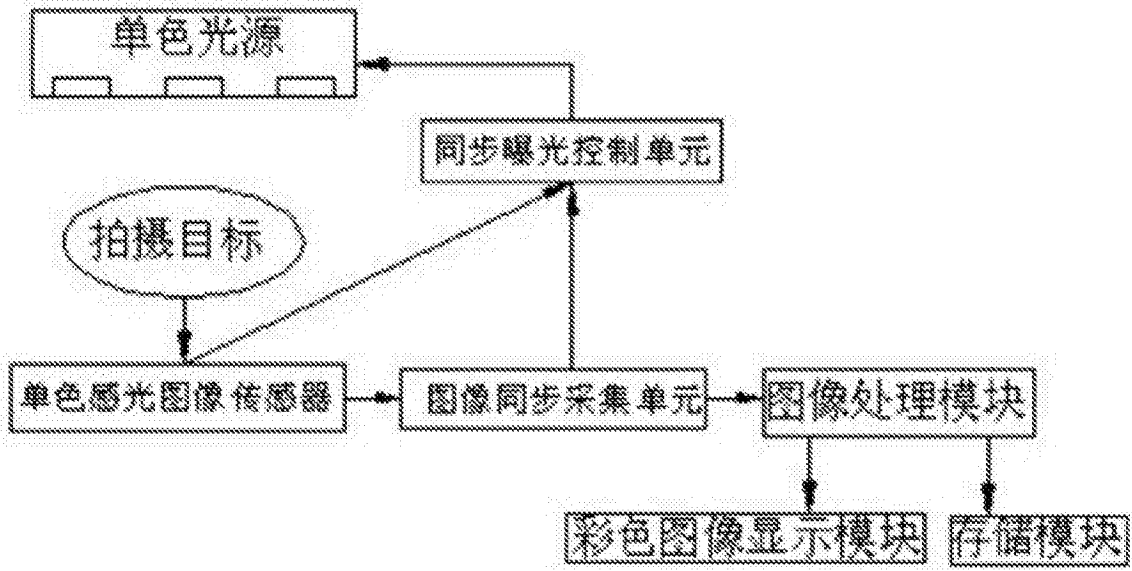 单色光源
同步曝光控制单元
拍摄目标
单色感光图像传感器
图像同步采集单元
图像处理模块
彩色图像显示模块
存储模块